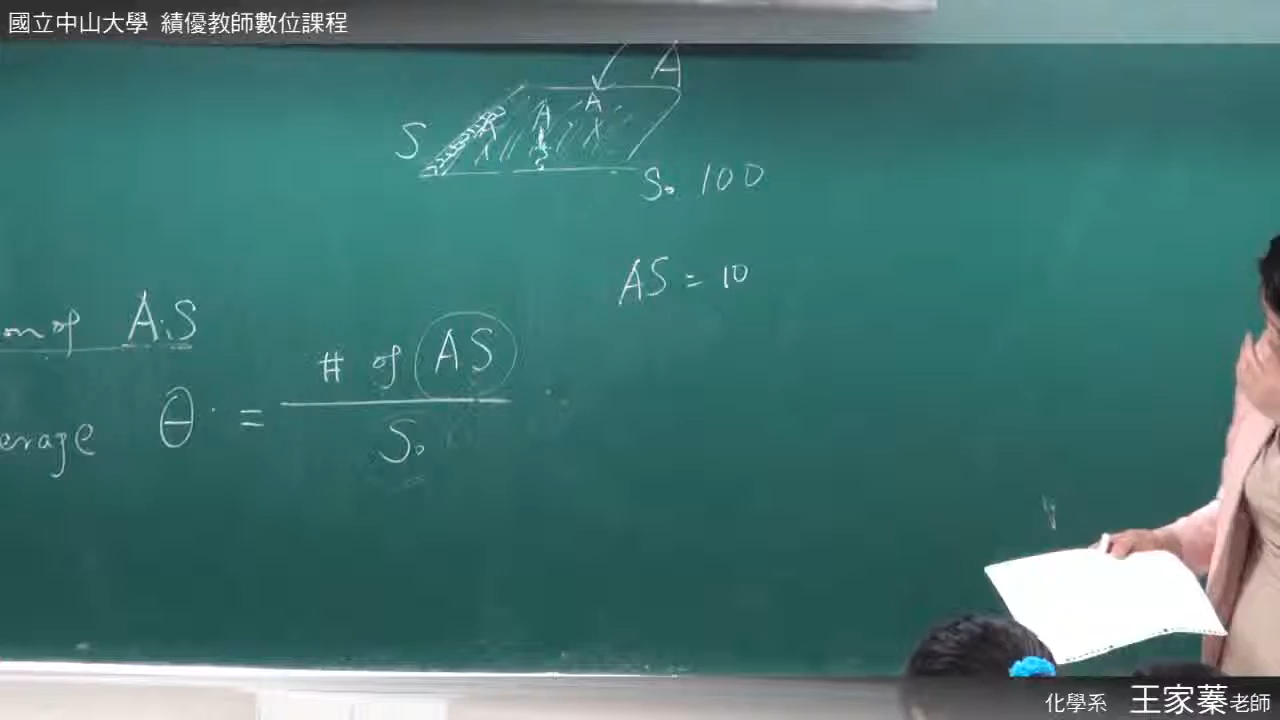 國立中山大學 績優教師數位課程
A
A
A A
S
S₀ 100
AS = 10
of A.S
# of AS
θ =
S₀
化學系 王家蓁老師